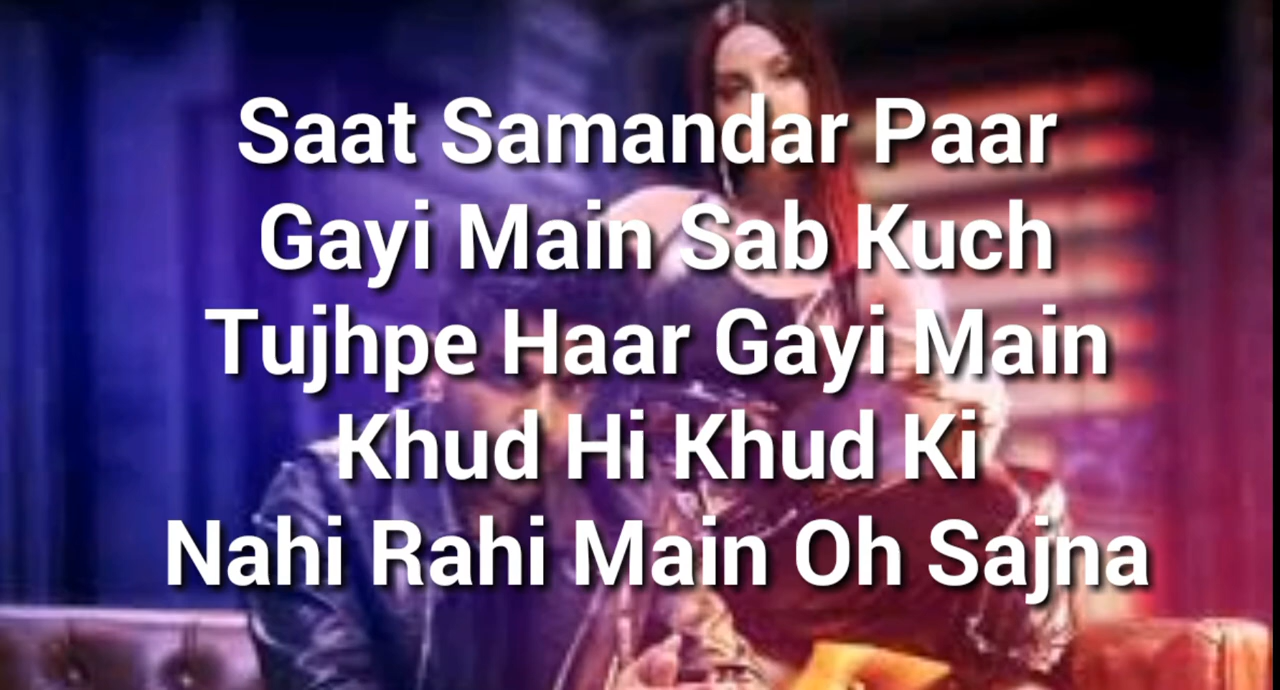 Saat Samandar Paar
Gayi Main Sab Kuch
Tujhpe Haar Gayi Main
Khud Hi Khud Ki
Nahi Rahi Main Oh Sajna